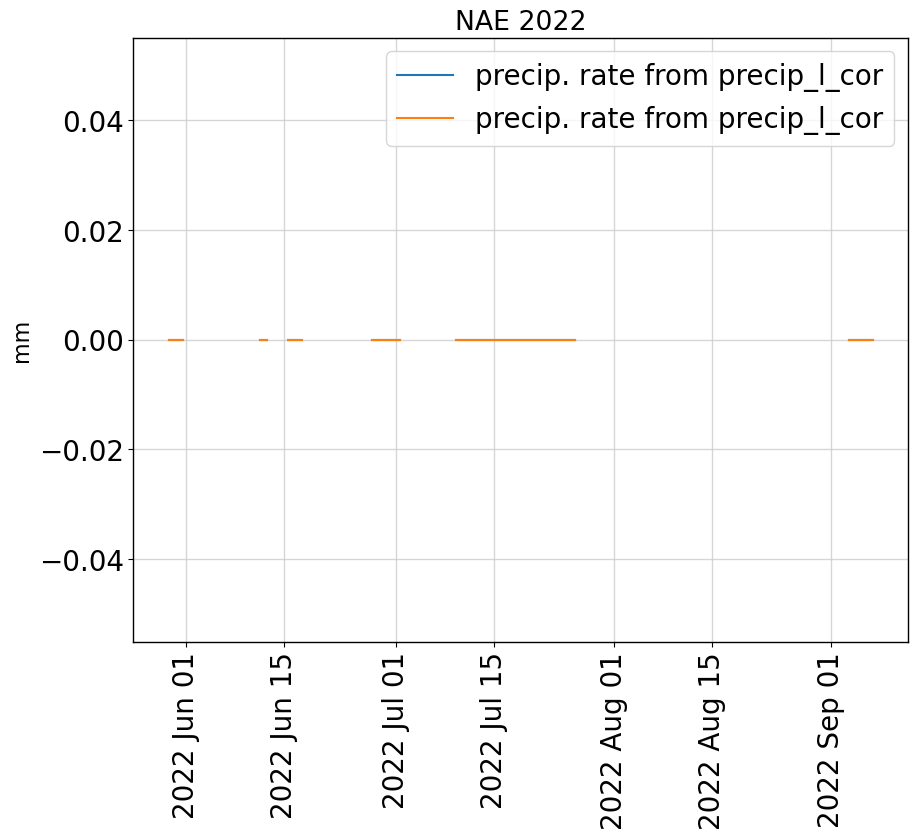 NAE 2022
precip. rate from precip_l_cor
precip. rate from precip_l_cor
0.04
0.02
0.00
−0.02
−0.04
mm
2022 Jun 01
2022 Jun 15
2022 Jul 01
2022 Jul 15
2022 Aug 01
2022 Aug 15
2022 Sep 01